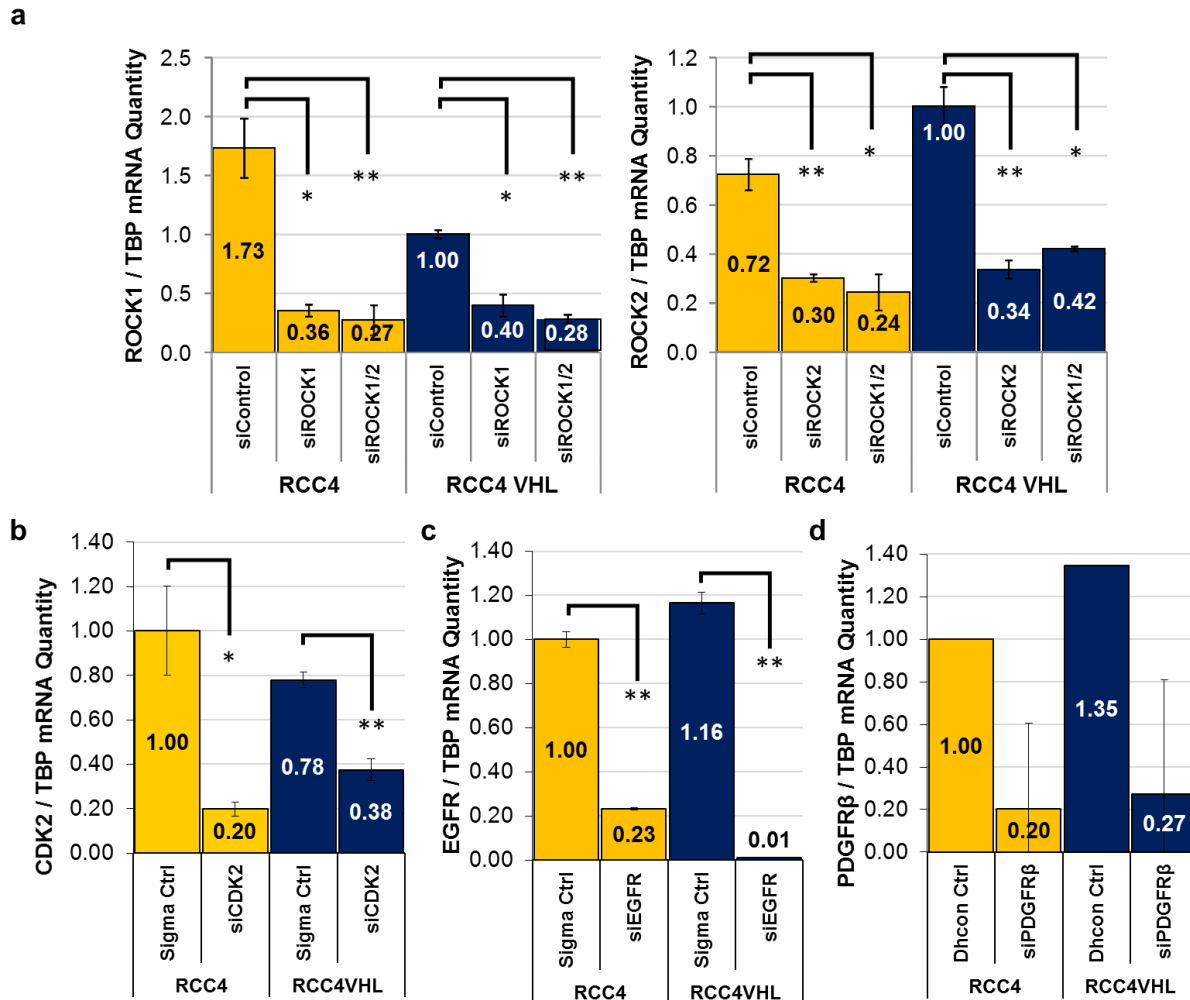 a
ROCK1 / TBP mRNA Quantity
2.5
2.0
1.5
1.0
0.5
0.0
1.73
0.36
0.27
1.00
0.40
0.28
*
**
*
**
siControl
siROCK1
siROCK1/2
siControl
siROCK1
siROCK1/2
RCC4
RCC4 VHL
ROCK2 / TBP mRNA Quantity
1.2
1.0
0.8
0.6
0.4
0.2
0.0
0.72
0.30
0.24
1.00
0.34
0.42
**
*
**
*
siControl
siROCK2
siROCK1/2
siControl
siROCK2
siROCK1/2
RCC4
RCC4 VHL
b
CDK2 / TBP mRNA Quantity
1.40
1.20
1.00
0.80
0.60
0.40
0.20
0.00
1.00
0.20
0.78
0.38
*
**
Sigma Ctrl
siCDK2
Sigma Ctrl
siCDK2
RCC4
RCC4VHL
c
EGFR / TBP mRNA Quantity
1.40
1.20
1.00
0.80
0.60
0.40
0.20
0.00
1.00
0.23
1.16
0.01
**
**
Sigma Ctrl
siEGFR
Sigma Ctrl
siEGFR
RCC4
RCC4VHL
d
PDGFRβ / TBP mRNA Quantity
1.40
1.20
1.00
0.80
0.60
0.40
0.20
0.00
1.00
0.20
1.35
0.27
Dhcon Ctrl
siPDGFRβ
Dhcon Ctrl
siPDGFRβ
RCC4
RCC4VHL